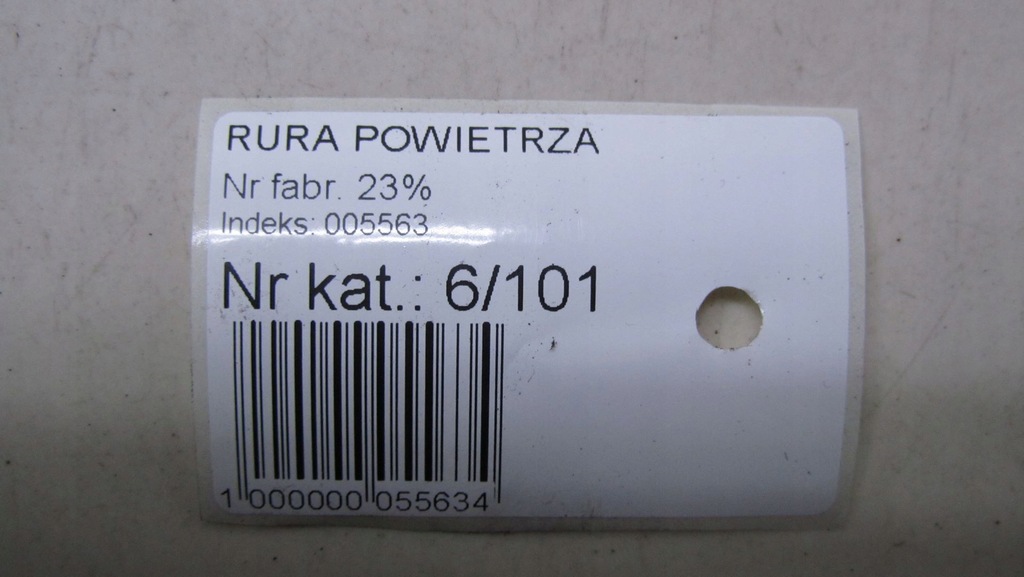 RURA POWIETRZA
Nr fabr. 23%
Indeks: 005563
Nr kat.: 6/101
1 000000 055634